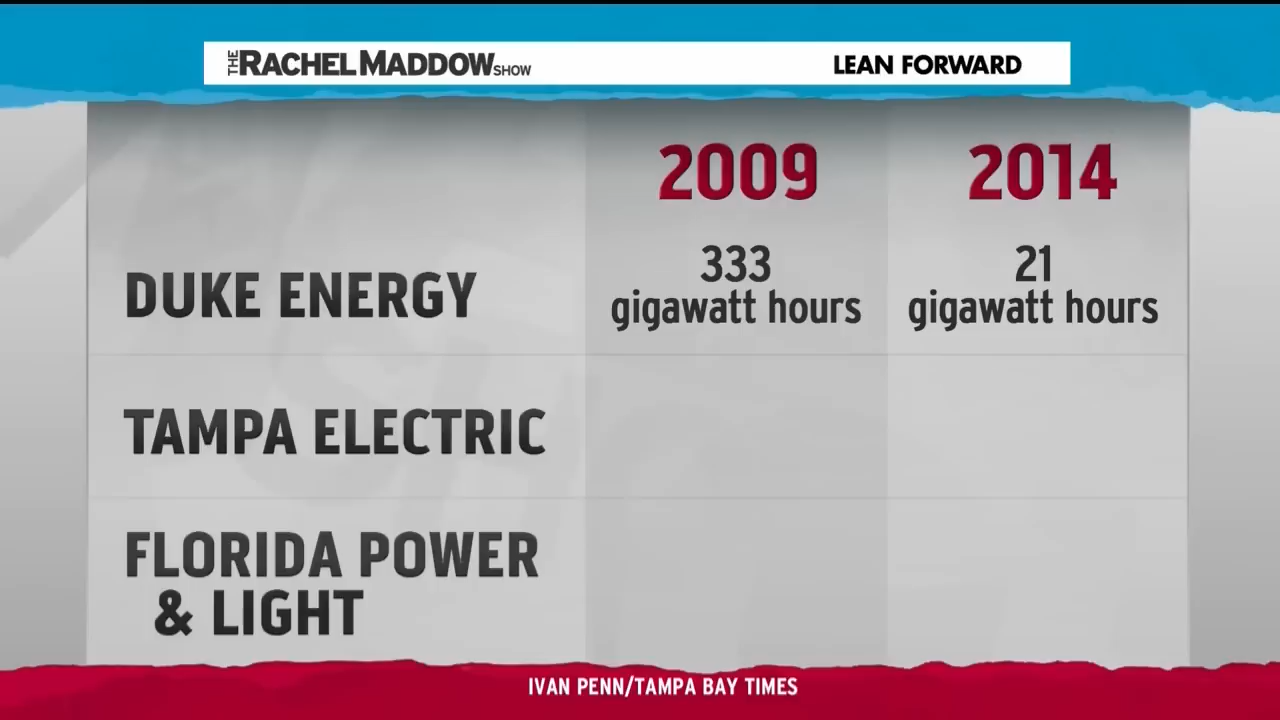 THE RACHEL MADDOW SHOW
LEAN FORWARD
2009
2014
DUKE ENERGY
333
gigawatt hours
21
gigawatt hours
TAMPA ELECTRIC
FLORIDA POWER
& LIGHT
IVAN PENN/TAMPA BAY TIMES